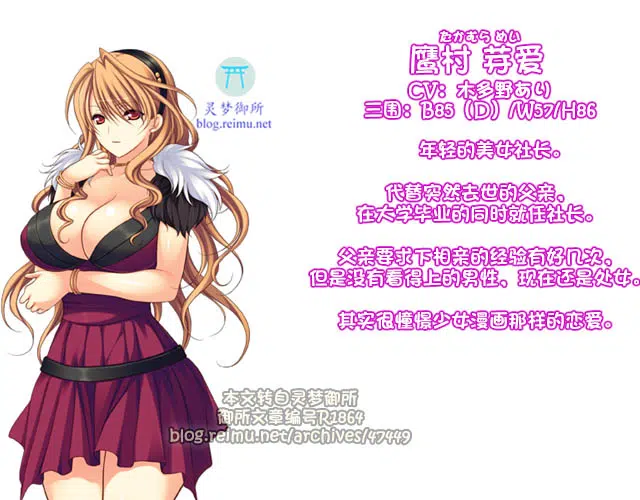 灵梦御所
blog.reimu.net
たかむら めい
鹰村 芽爱
CV：木多野あり
三围：B85（D）/W57/H86
年轻的美女社长。
代替突然去世的父亲，
在大学毕业的同时就任社长。
父亲要求下相亲的经验有好几次，
但是没有看得上的男性，现在还是处女。
其实很憧憬少女漫画那样的恋爱。
本文转自灵梦御所
御所文章编号R1864
blog.reimu.net/archives/47449